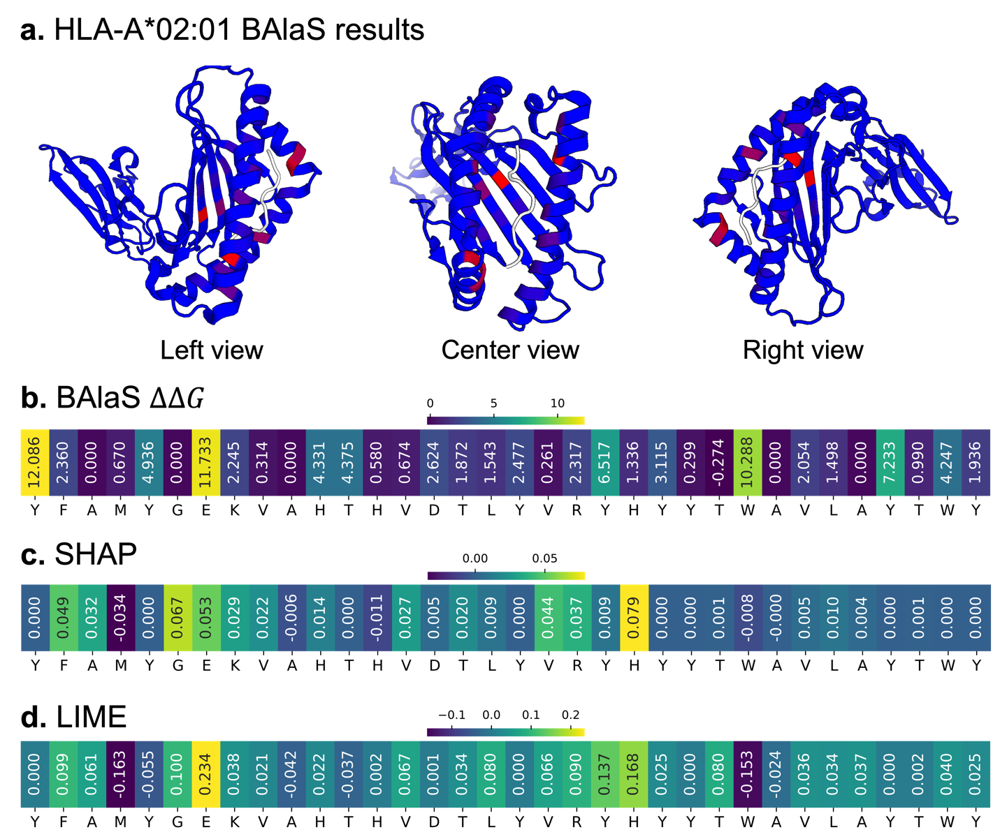 a. HLA-A*02:01 BAlaS results
Left view
Center view
Right view
b. BAlaS ΔΔG
0 5 10
12.086 2.360 0.000 0.670 4.936 0.000 11.733 2.245 0.314 0.000 4.331 4.375 0.580 0.674 2.624 1.872 1.543 2.477 0.261 2.317 6.517 1.336 3.115 0.299 -0.274 10.288 0.000 2.054 1.498 0.000 7.233 0.990 4.247 1.936
Y F A M Y G E K V A H T H V D T L Y V R Y H Y Y T W A V L A Y T W Y
c. SHAP
0.00 0.05
0.000 0.049 0.032 -0.034 0.000 0.067 0.053 0.029 0.022 -0.006 0.014 0.000 -0.011 0.027 0.005 0.020 0.009 0.000 0.044 0.037 0.009 0.079 0.000 0.000 0.001 -0.008 -0.000 0.005 0.010 0.004 0.000 0.001 0.000 0.000
Y F A M Y G E K V A H T H V D T L Y V R Y H Y Y T W A V L A Y T W Y
d. LIME
−0.1 0.0 0.1 0.2
0.000 0.099 0.061 -0.163 -0.055 0.100 0.234 0.038 0.021 -0.042 0.022 -0.037 0.002 0.067 0.001 0.034 0.080 0.000 0.066 0.090 0.137 0.168 0.025 0.000 0.080 -0.153 -0.024 0.036 0.034 0.037 0.000 0.002 0.040 0.025
Y F A M Y G E K V A H T H V D T L Y V R Y H Y Y T W A V L A Y T W Y